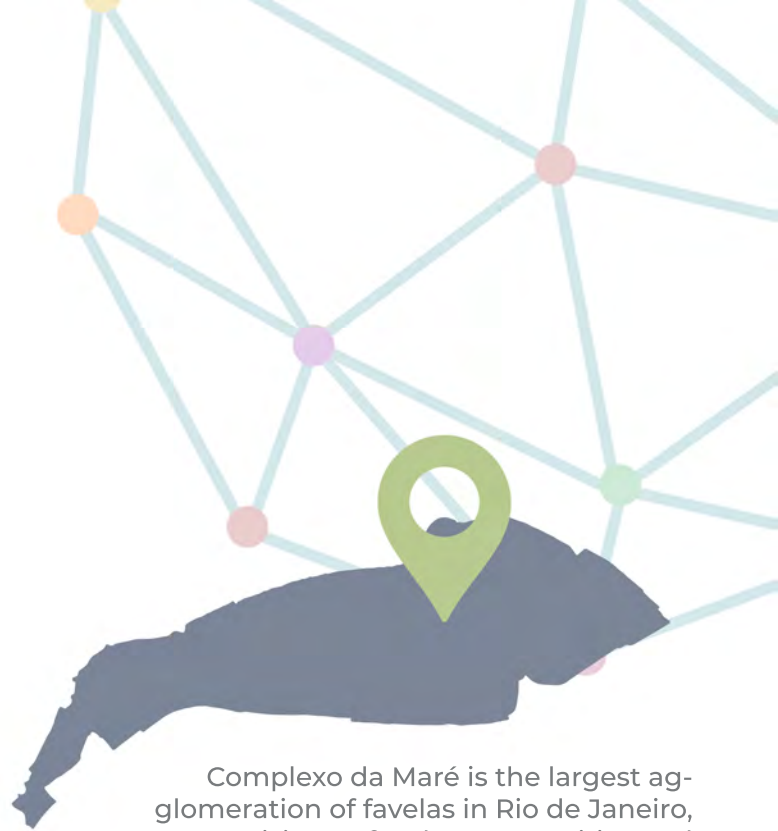 Complexo da Maré is the largest ag-
glomeration of favelas in Rio de Janeiro,